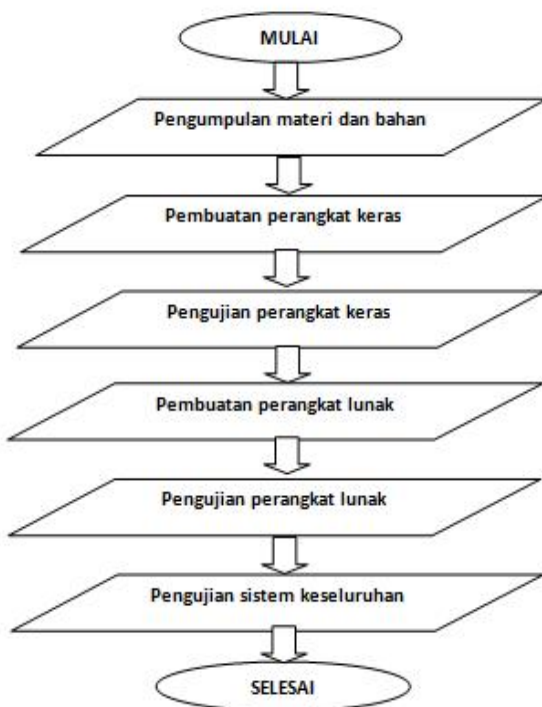 MULAI
Pengumpulan materi dan bahan
Pembuatan perangkat keras
Pengujian perangkat keras
Pembuatan perangkat lunak
Pengujian perangkat lunak
Pengujian sistem keseluruhan
SELESAI